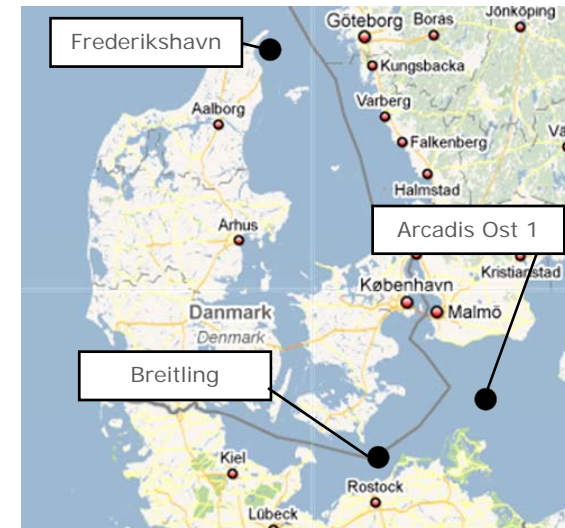 Frederikshavn
Göteborg
Borås
Jönköping
Kungsbacka
Aalborg
Varberg
Falkenberg
Halmstad
Arcadis Ost 1
Århus
Kristianstad
København
Malmö
Danmark
Denmark
Breitling
Kiel
Rostock
Lübeck